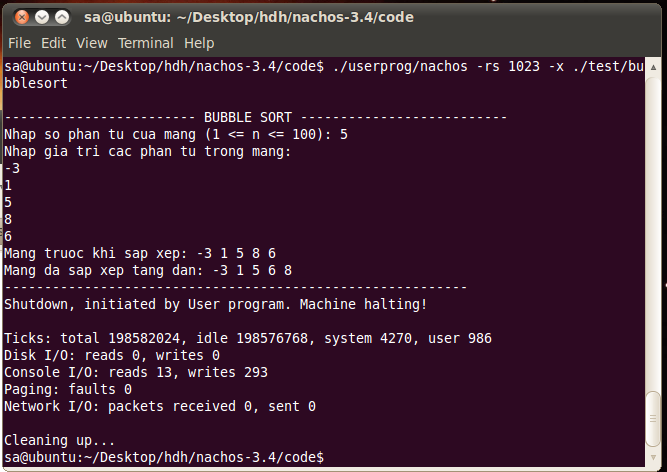 sa@ubuntu: ~/Desktop/hdh/nachos-3.4/code
File Edit View Terminal Help
sa@ubuntu:~/Desktop/hdh/nachos-3.4/code$ ./userprog/nachos -rs 1023 -x ./test/bu
bblesort
------------------------ BUBBLE SORT --------------------------
Nhap so phan tu cua mang (1 <= n <= 100): 5
Nhap gia tri cac phan tu trong mang:
-3
1
5
8
6
Mang truoc khi sap xep: -3 1 5 8 6
Mang da sap xep tang dan: -3 1 5 6 8
----------------------------------------------------------
Shutdown, initiated by User program. Machine halting!
Ticks: total 198582024, idle 198576768, system 4270, user 986
Disk I/O: reads 0, writes 0
Console I/O: reads 13, writes 293
Paging: faults 0
Network I/O: packets received 0, sent 0
Cleaning up...
sa@ubuntu:~/Desktop/hdh/nachos-3.4/code$